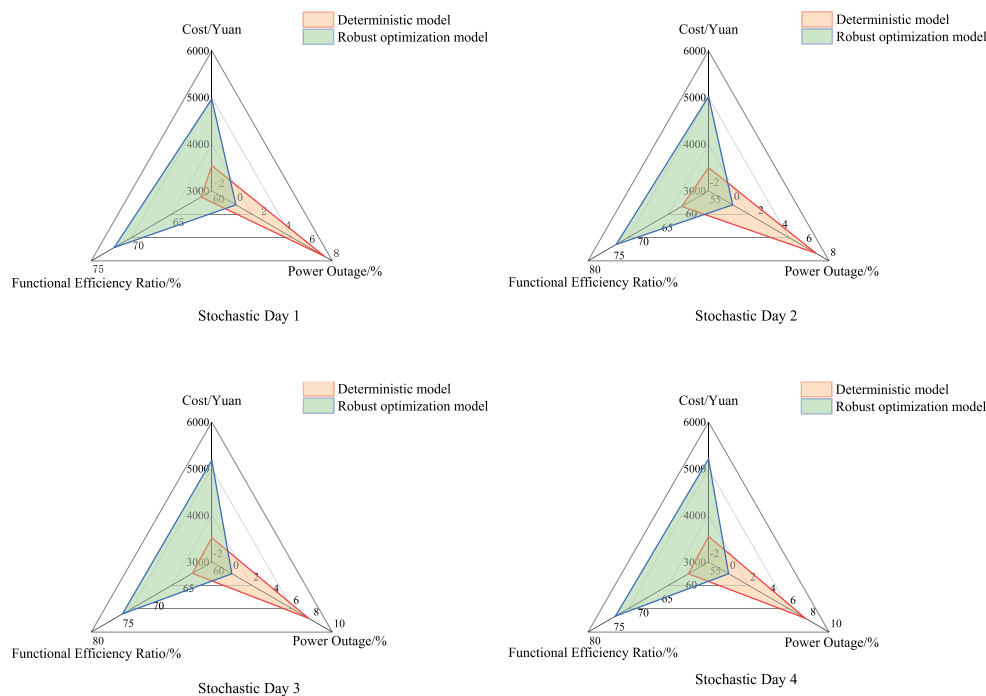 Deterministic model
Robust optimization model
Cost/Yuan
6000
5000
4000
3000
-2
0
2
4
6
8
60
65
70
75
Power Outage/%
Functional Efficiency Ratio/%
Stochastic Day 1
Deterministic model
Robust optimization model
Cost/Yuan
6000
5000
4000
3000
-2
0
2
4
6
8
55
60
65
70
75
80
Power Outage/%
Functional Efficiency Ratio/%
Stochastic Day 2
Deterministic model
Robust optimization model
Cost/Yuan
6000
5000
4000
3000
-2
0
2
4
6
8
10
60
65
70
75
80
Power Outage/%
Functional Efficiency Ratio/%
Stochastic Day 3
Deterministic model
Robust optimization model
Cost/Yuan
6000
5000
4000
3000
-2
0
2
4
6
8
10
55
60
65
70
75
80
Power Outage/%
Functional Efficiency Ratio/%
Stochastic Day 4